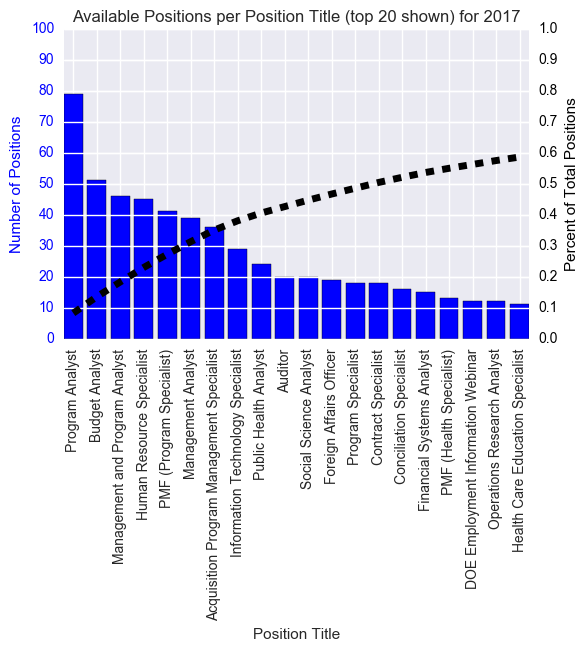 Available Positions per Position Title (top 20 shown) for 2017
Number of Positions
100
90
80
70
60
50
40
30
20
10
0
Percent of Total Positions
1.0
0.9
0.8
0.7
0.6
0.5
0.4
0.3
0.2
0.1
0.0
Program Analyst
Budget Analyst
Management and Program Analyst
Human Resource Specialist
PMF (Program Specialist)
Management Analyst
Acquisition Program Management Specialist
Information Technology Specialist
Public Health Analyst
Auditor
Social Science Analyst
Foreign Affairs Officer
Program Specialist
Contract Specialist
Conciliation Specialist
Financial Systems Analyst
PMF (Health Specialist)
DOE Employment Information Webinar
Operations Research Analyst
Health Care Education Specialist
Position Title